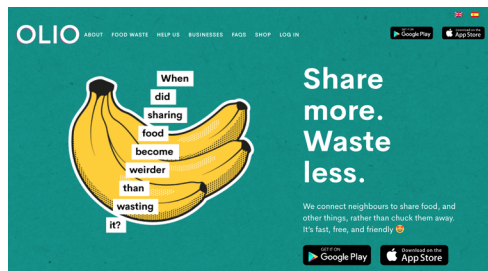 OLIO
ABOUT FOOD WASTE HELP US BUSINESSES FAQS SHOP LOG IN
GET IT ON
Google Play
Download on the
App Store
When
did
sharing
food
become
weirder
than
wasting
it?
Share
more.
Waste
less.
We connect neighbours to share food, and
other things, rather than chuck them away.
It's fast, free, and friendly 🤩
GET IT ON
Google Play
Download on the
App Store